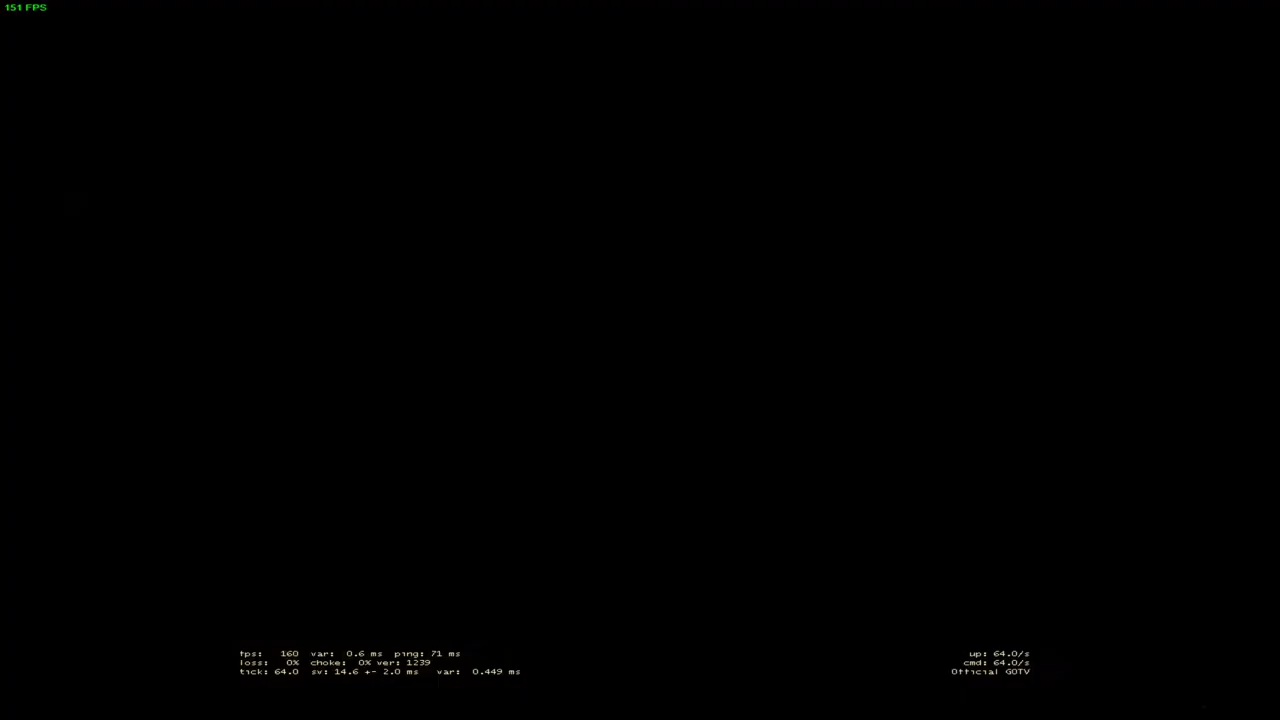 151 FPS
fps: 160 var: 0.6 ms ping: 71 ms
loss: 0% choke: 0% ver: 1239
tick: 64.0 sv: 14.6 +- 2.0 ms var: 0.449 ms
up: 64.0/s
cmd: 64.0/s
Official GOTV